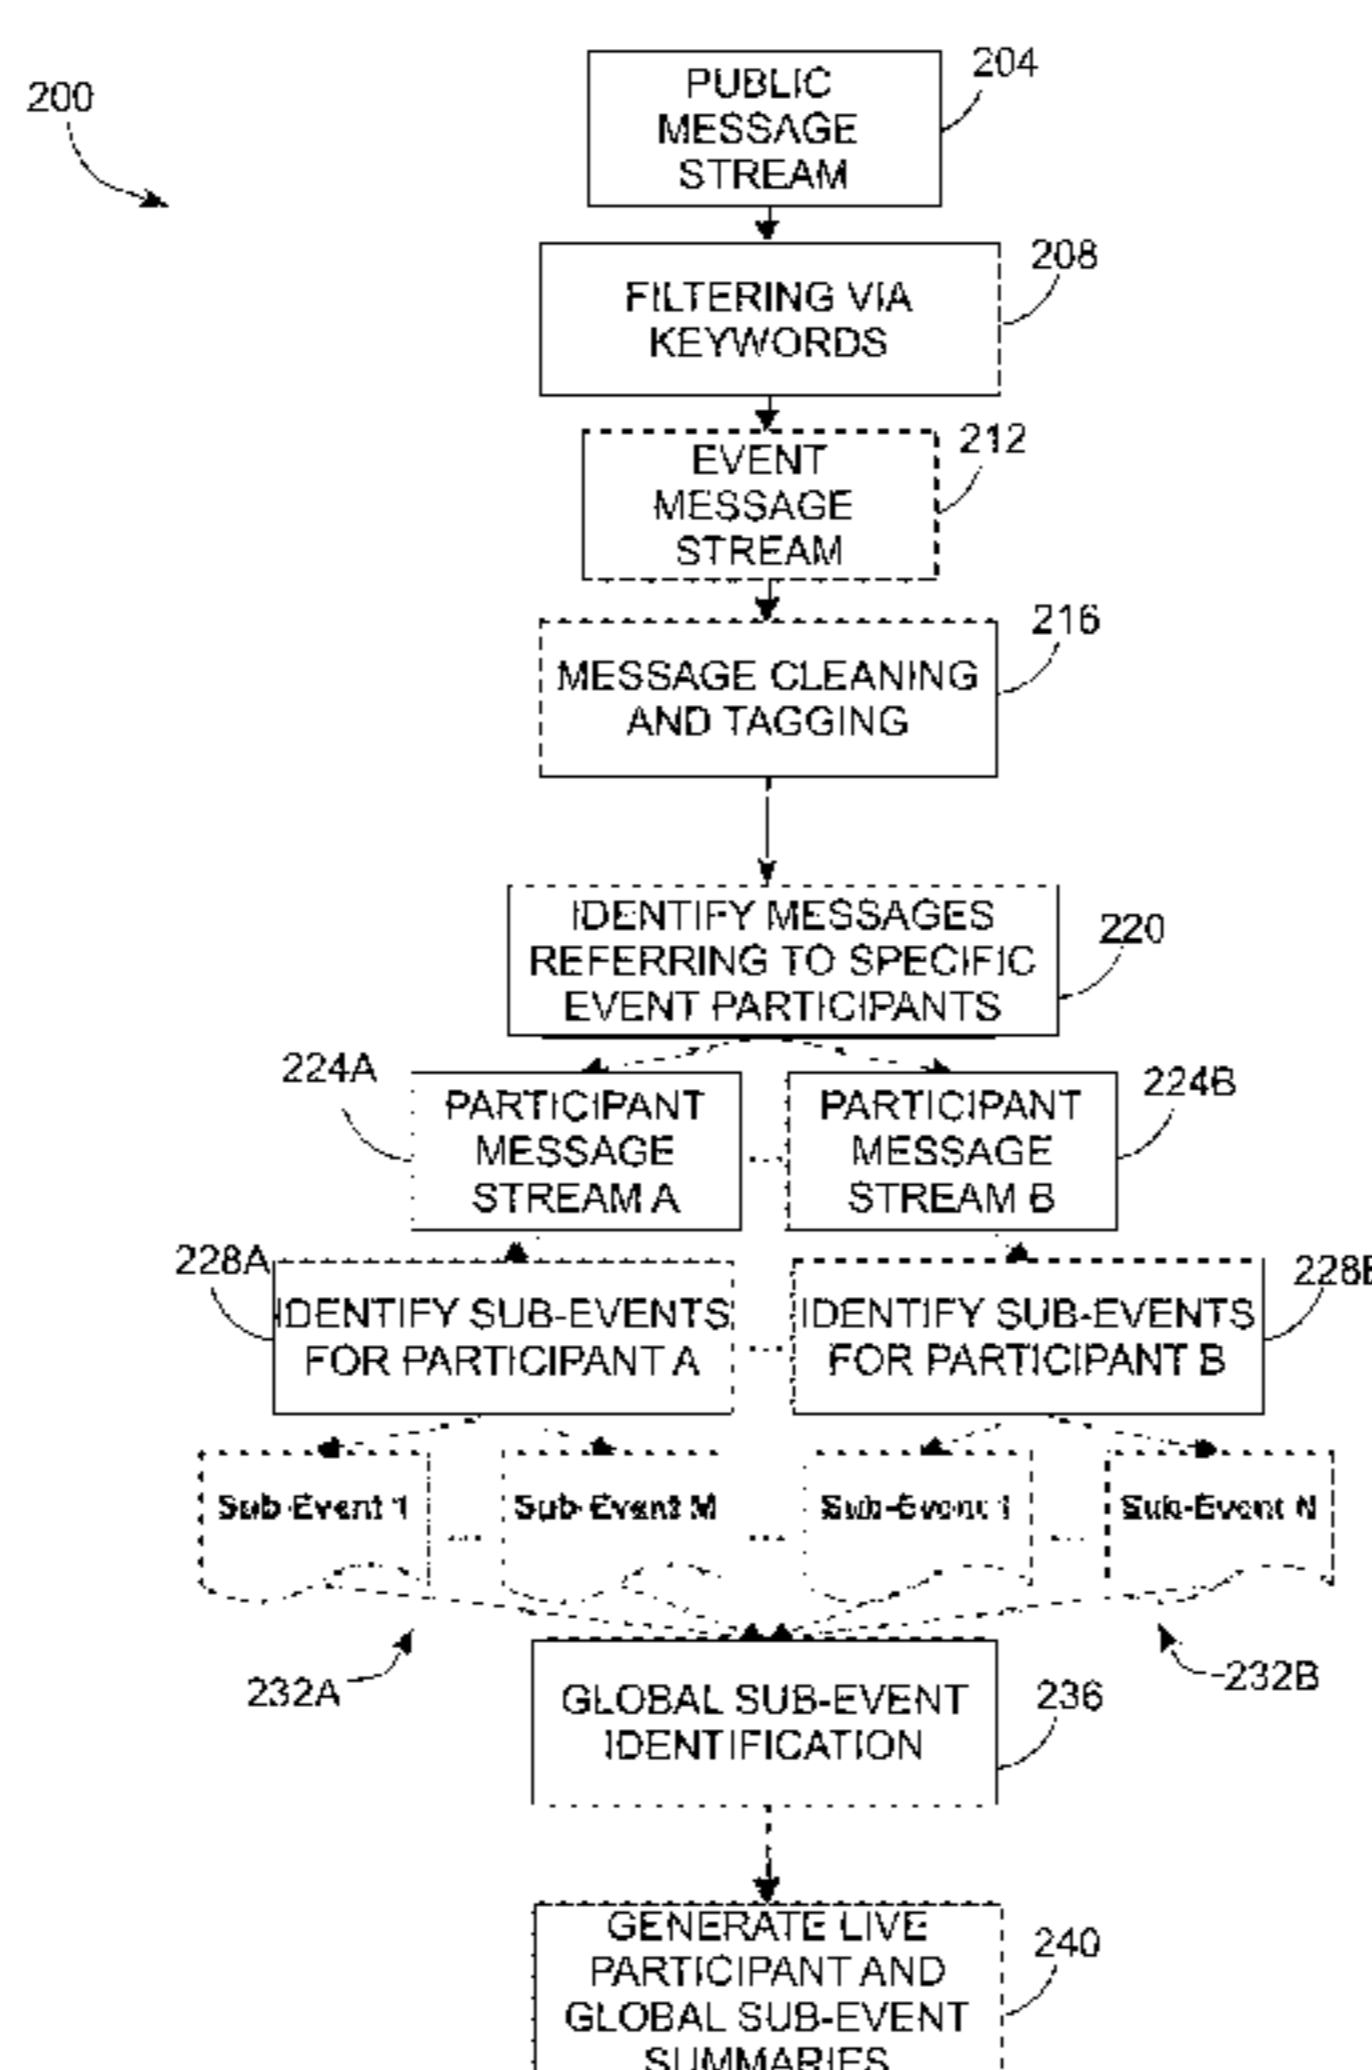 200
PUBLIC
MESSAGE
STREAM
204
FILTERING VIA
KEYWORDS
208
EVENT
MESSAGE
STREAM
212
MESSAGE CLEANING
AND TAGGING
216
IDENTIFY MESSAGES
REFERRING TO SPECIFIC
EVENT PARTICIPANTS
220
224A
PARTICIPANT
MESSAGE
STREAM A
PARTICIPANT
MESSAGE
STREAM B
224B
228A
IDENTIFY SUB-EVENTS
FOR PARTICIPANT A
IDENTIFY SUB-EVENTS
FOR PARTICIPANT B
228B
Sub-Event 1
Sub-Event M
Sub-Event 1
Sub-Event N
232A
232B
GLOBAL SUB-EVENT
IDENTIFICATION
236
GENERATE LIVE
PARTICIPANT AND
GLOBAL SUB-EVENT
SUMMARIES
240